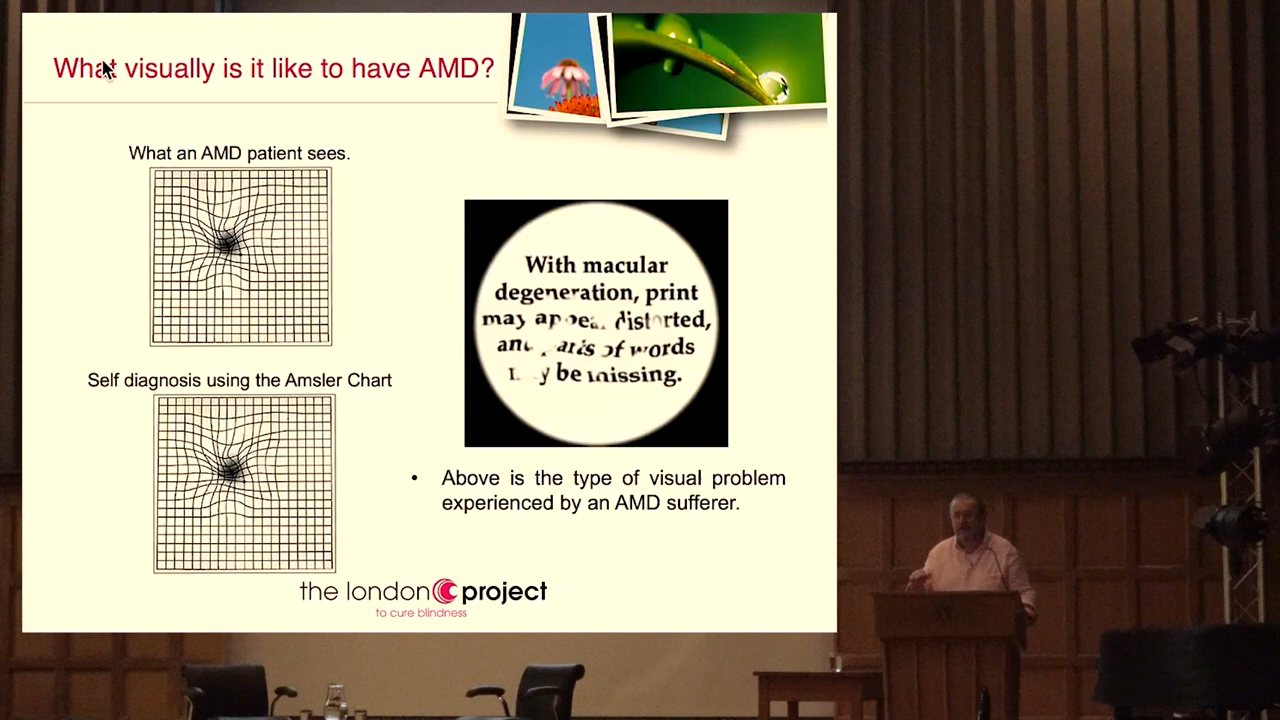 What visually is it like to have AMD?
What an AMD patient sees.
Self diagnosis using the Amsler Chart
With macular
degeneration, print
may appear distorted,
and parts of words
may be missing.
• Above is the type of visual problem
experienced by an AMD sufferer.
the london project
to cure blindness